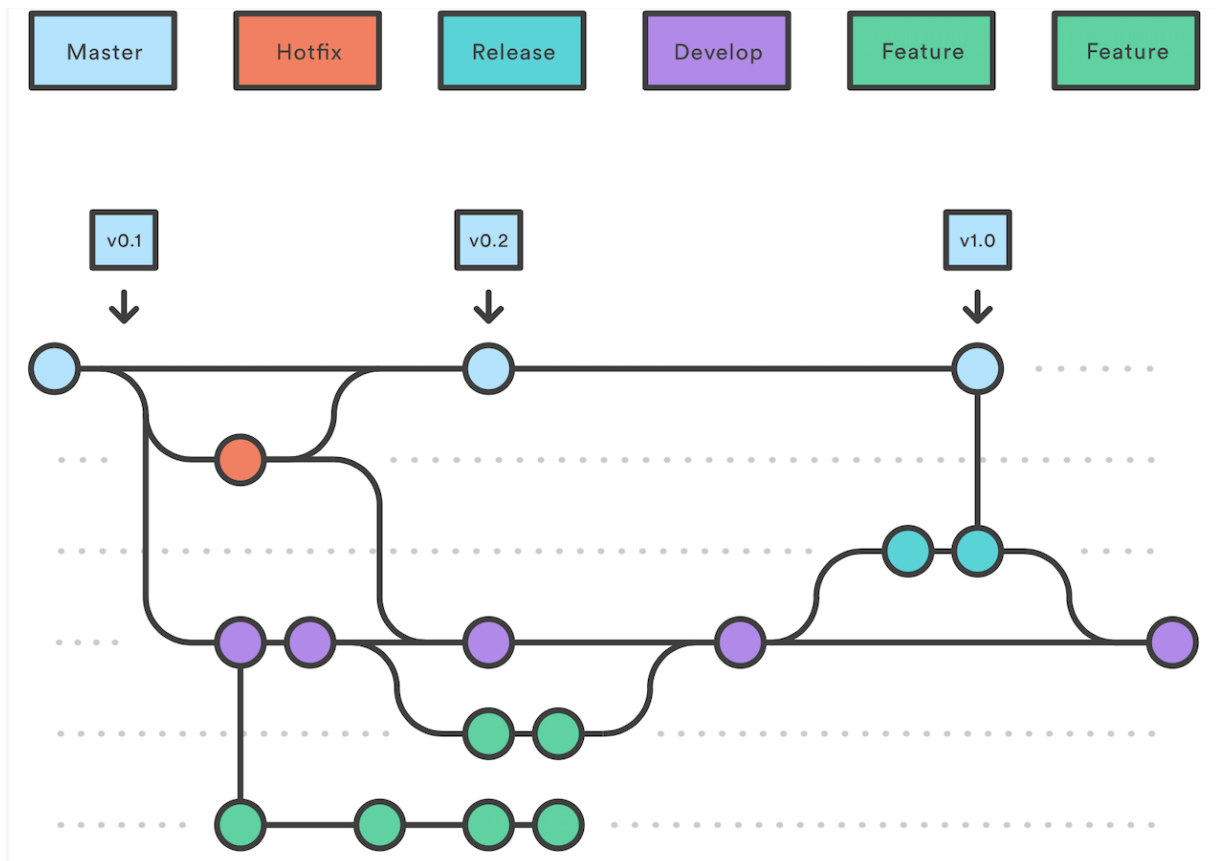 Master
Hotfix
Release
Develop
Feature
Feature
v0.1
v0.2
v1.0